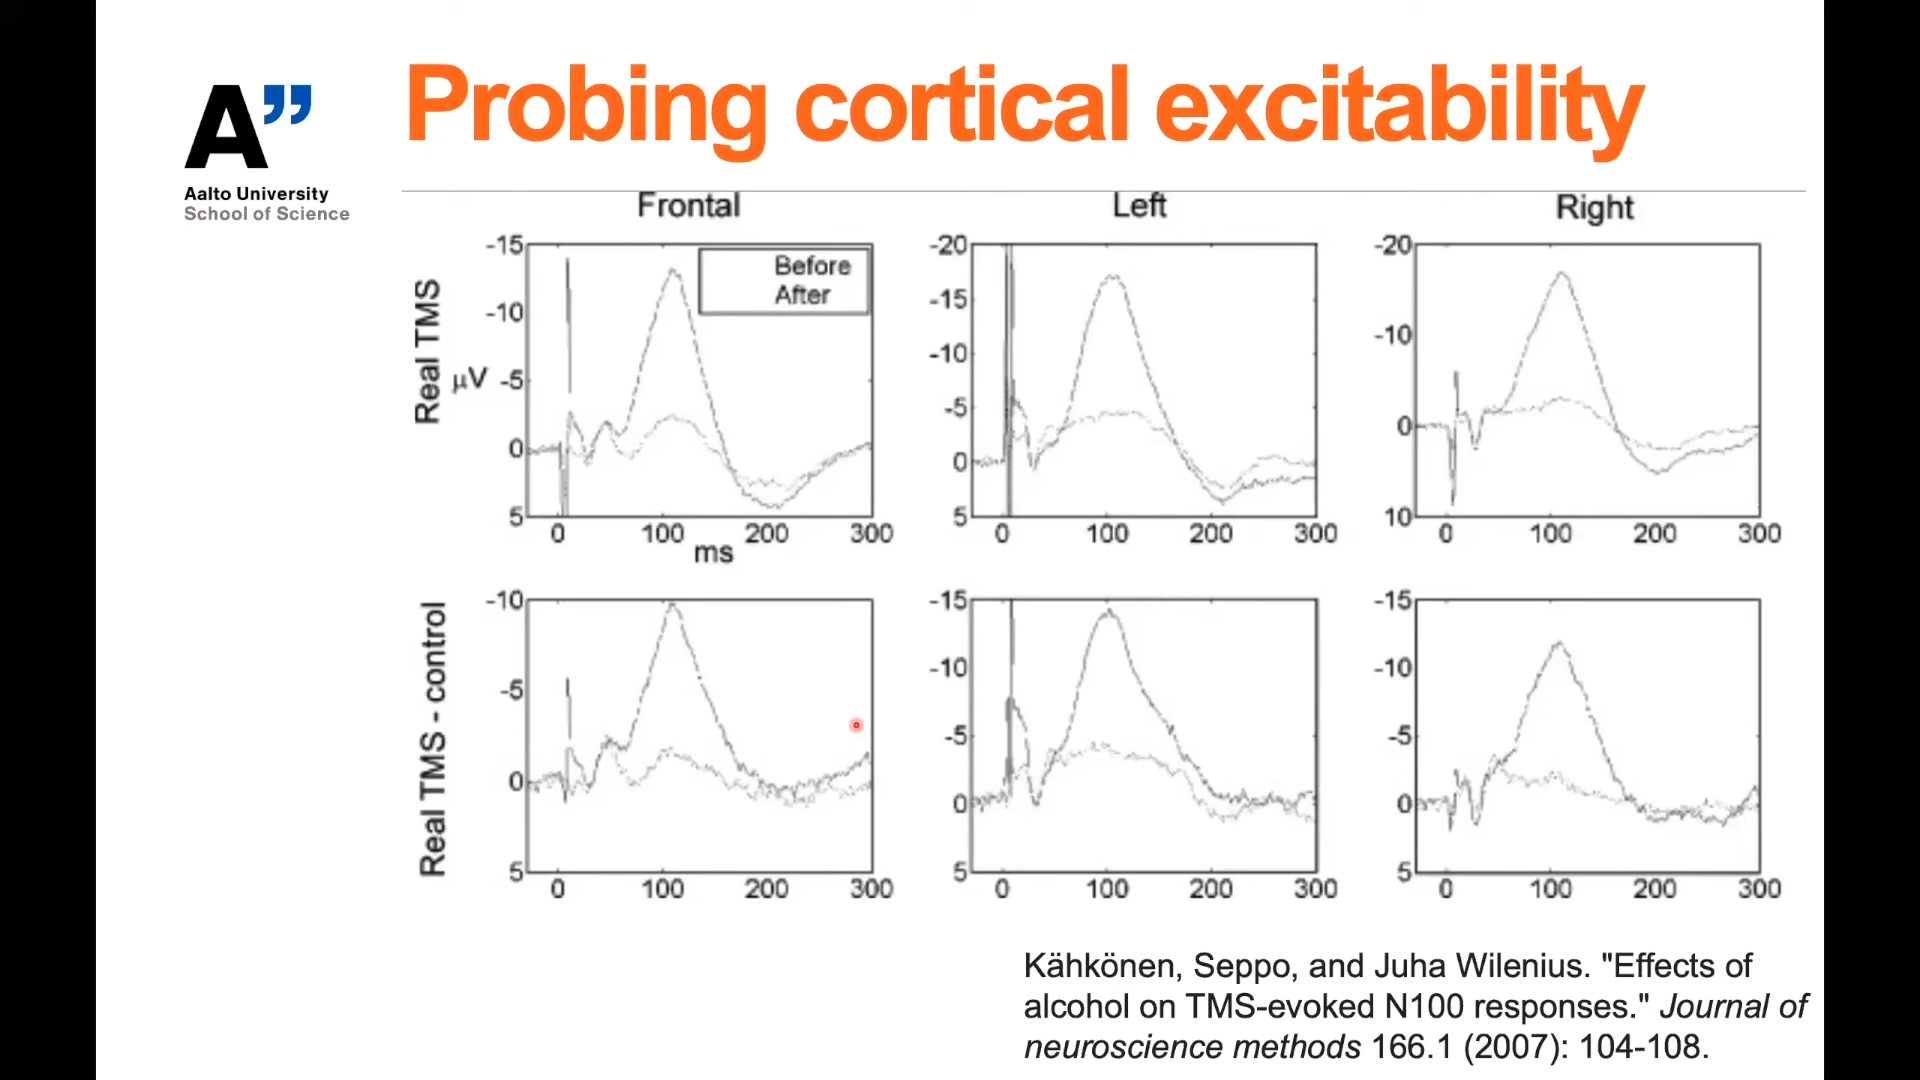 Probing cortical excitability
A”
Aalto University
School of Science
Frontal
Left
Right
Real TMS
µV
-15
-10
-5
0
5
Before
After
0 100 200 300
ms
-20
-15
-10
-5
0
5
0 100 200 300
-20
-10
0
10
0 100 200 300
Real TMS - control
-10
-5
0
5
0 100 200 300
-15
-10
-5
0
5
0 100 200 300
-15
-10
-5
0
5
0 100 200 300
Kähkönen, Seppo, and Juha Wilenius. "Effects of
alcohol on TMS-evoked N100 responses." Journal of
neuroscience methods 166.1 (2007): 104-108.